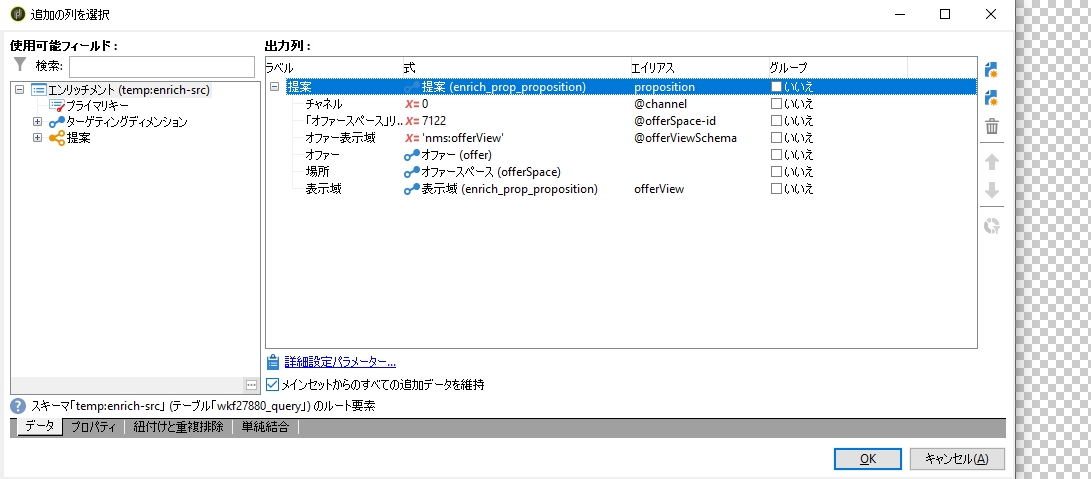 追加の列を選択
使用可能フィールド :
検索:
エンリッチメント (temp:enrich-src)
プライマリキー
ターゲティングディメンション
提案
出力列 :
ラベル 式 エイリアス グループ
提案 提案 (enrich_prop_proposition) proposition いいえ
チャネル X= 0 @channel いいえ
「オファースペース」リ... X= 7122 @offerSpace-id いいえ
オファー表示域 X= 'nms:offerView' @offerViewSchema いいえ
オファー オファー (offer) いいえ
場所 オファースペース (offerSpace) いいえ
表示域 表示域 (enrich_prop_proposition) offerView いいえ
詳細設定パラメーター...
メインセットからのすべての追加データを維持
スキーマ「temp:enrich-src」 (テーブル「wkf27880_query」) のルート要素
データ プロパティ 紐付けと重複排除 単純結合
OK キャンセル(A)